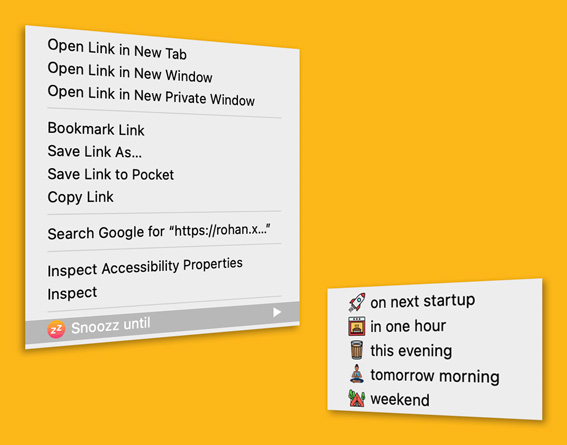 Open Link in New Tab
Open Link in New Window
Open Link in New Private Window
Bookmark Link
Save Link As...
Save Link to Pocket
Copy Link
Search Google for “https://rohan.x...”
Inspect Accessibility Properties
Inspect
zz Snoozz until
on next startup
in one hour
this evening
tomorrow morning
weekend